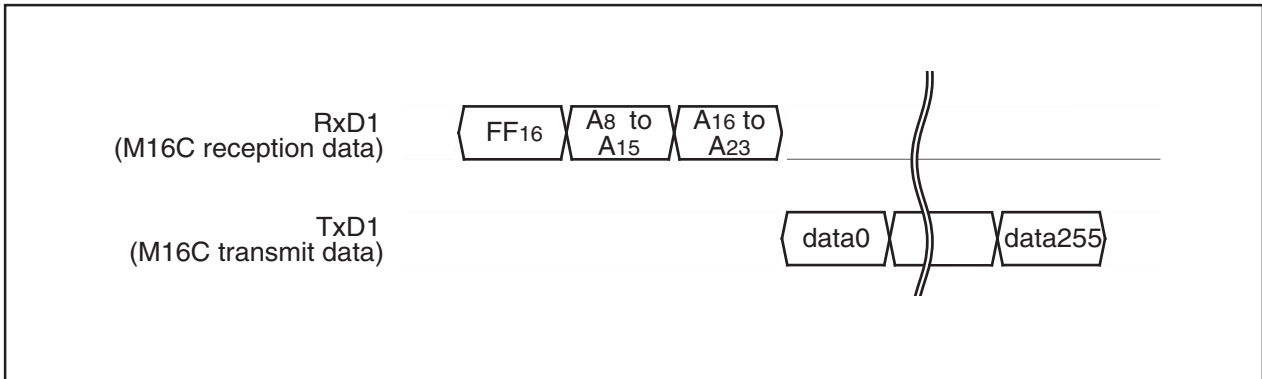 RxD1
(M16C reception data)
FF16
A8 to
A15
A16 to
A23
TxD1
(M16C transmit data)
data0
data255